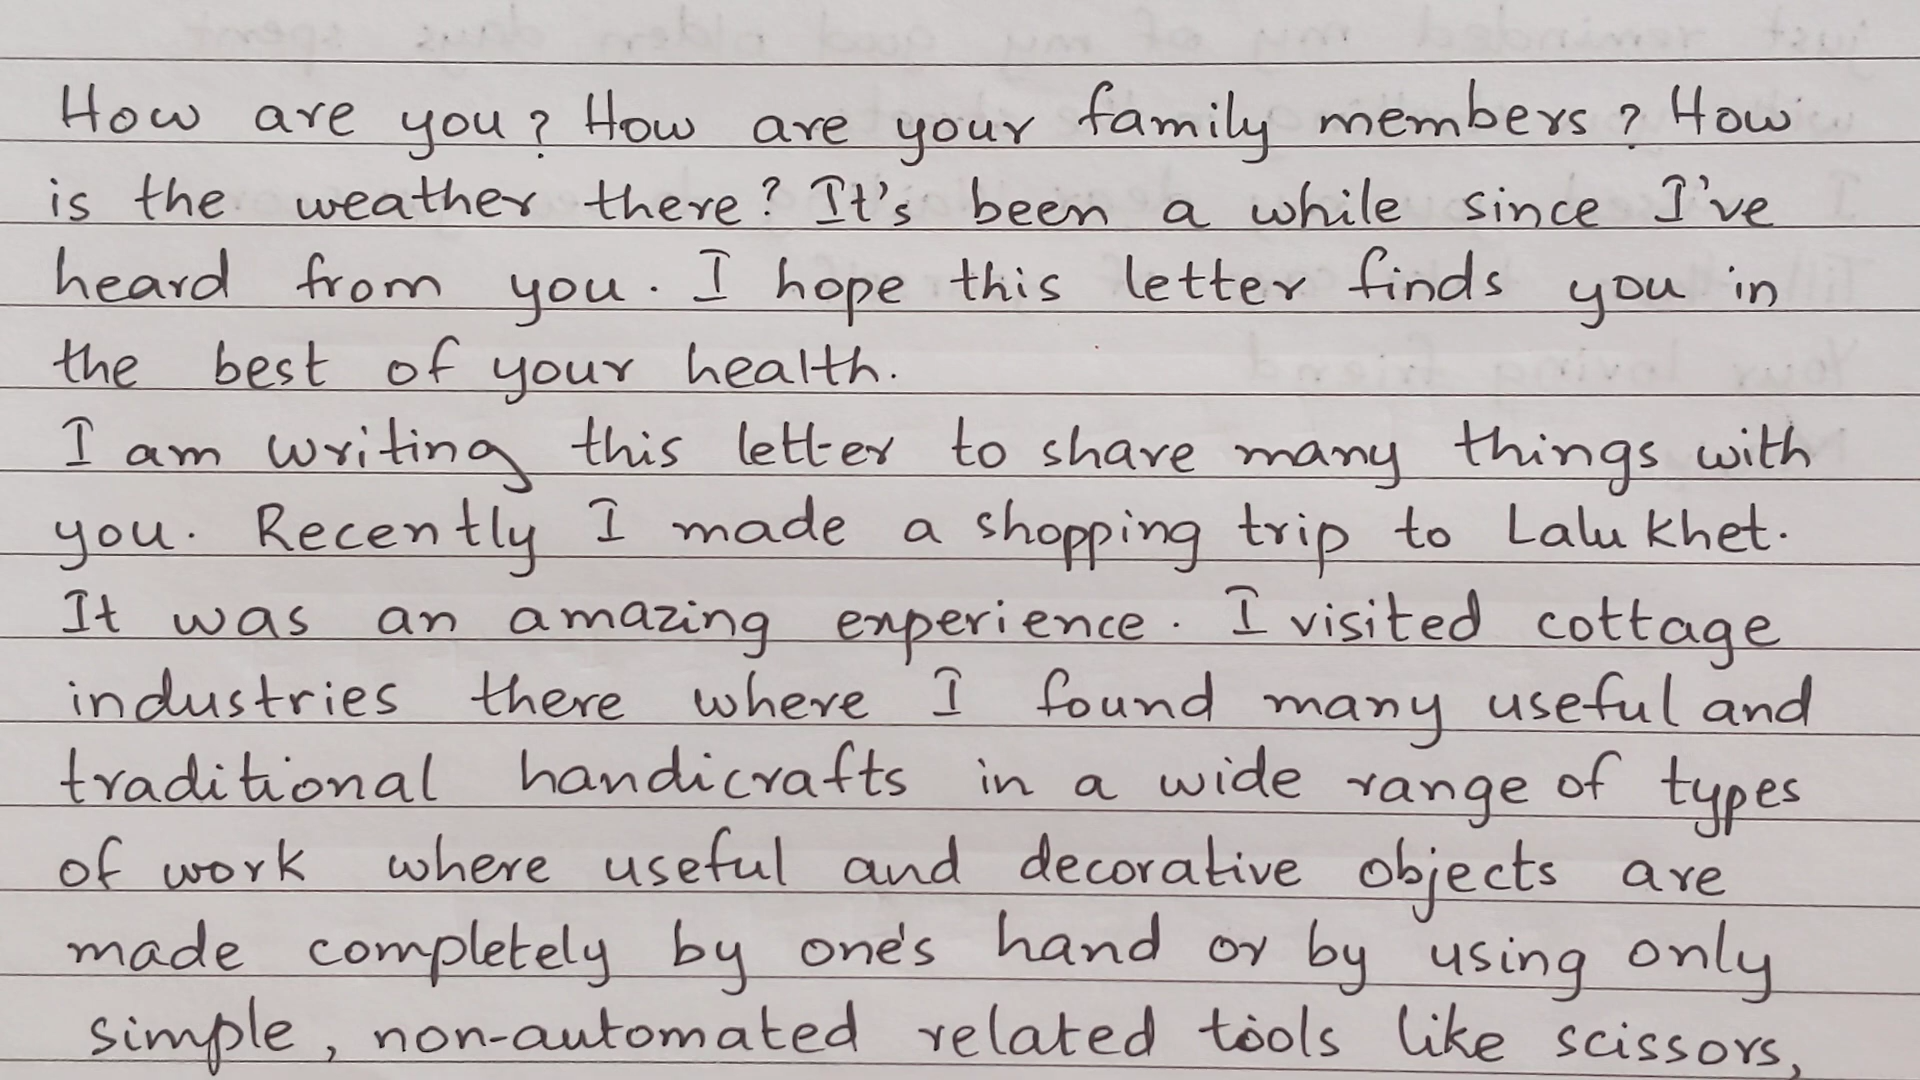 How are you? How are your family members? How
is the weather there? It's been a while since I've
heard from you. I hope this letter finds you in
the best of your health.
I am writing this letter to share many things with
you. Recently I made a shopping trip to Lalu Khet.
It was an amazing experience. I visited cottage
industries there where I found many useful and
traditional handicrafts in a wide range of types
of work where useful and decorative objects are
made completely by one's hand or by using only
simple, non-automated related tools like scissors,